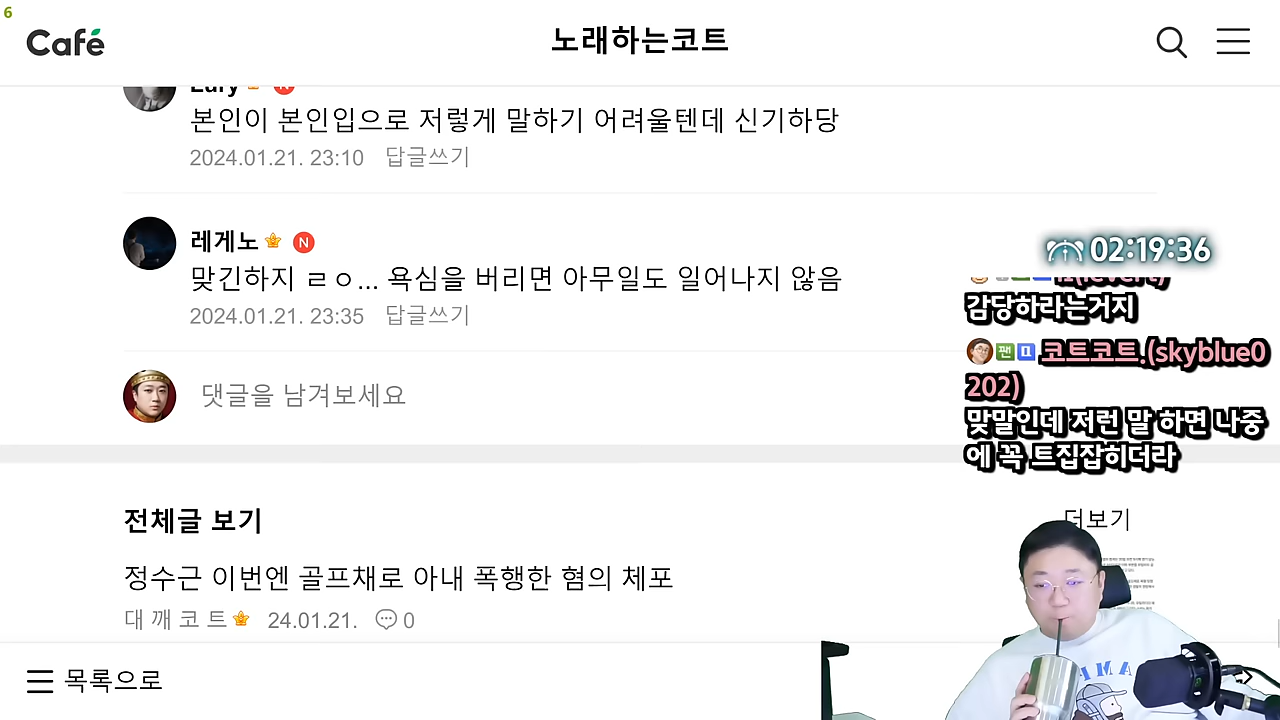 6
Café
노래하는코트
본인이 본인입으로 저렇게 말하기 어려울텐데 신기하당
2024.01.21. 23:10 답글쓰기
레게노 N
맞긴하지 ㄹㅇ... 욕심을 버리면 아무일도 일어나지 않음
2024.01.21. 23:35 답글쓰기
댓글을 남겨보세요
02:19:36
감당하라는거지
코트코트.(skyblue0
202)
맞말인데 저런 말 하면 나중
에 꼭 트집잡히더라
전체글 보기
더보기
정수근 이번엔 골프채로 아내 폭행한 혐의 체포
대 깨 코 트 24.01.21. 0
목록으로